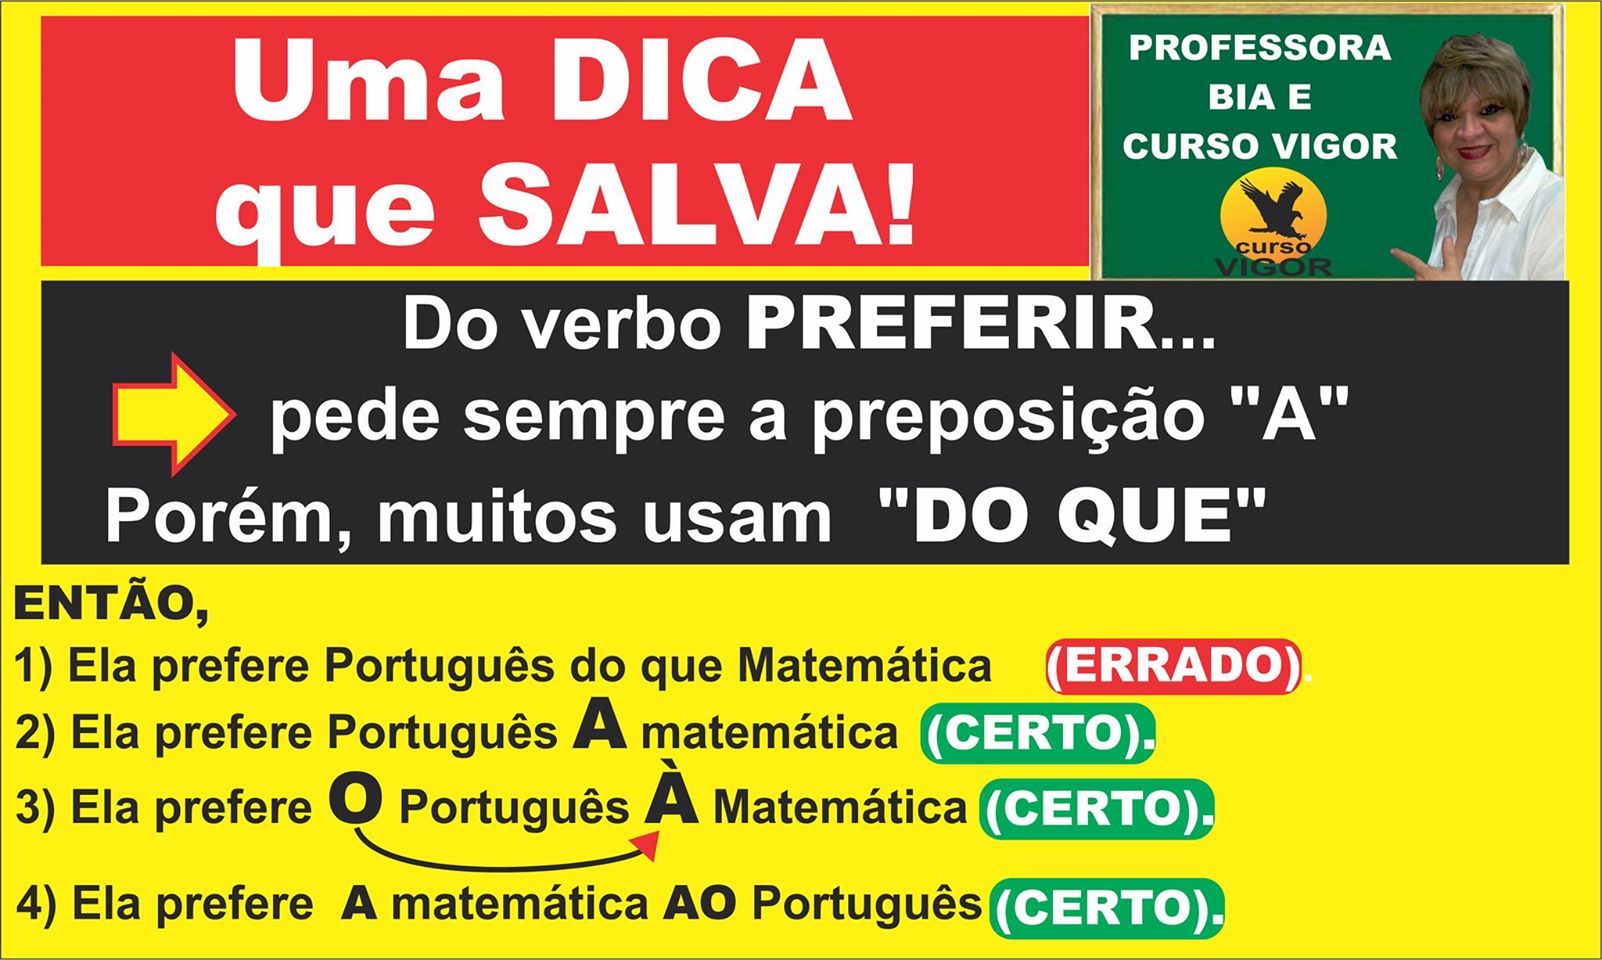 Uma DICA
que SALVA!
PROFESSORA
BIA E
CURSO VIGOR
curso
VIGOR
Do verbo PREFERIR...
pede sempre a preposição "A"
Porém, muitos usam "DO QUE"
ENTÃO,
1) Ela prefere Português do que Matemática (ERRADO).
2) Ela prefere Português A matemática (CERTO).
3) Ela prefere O Português À Matemática (CERTO).
4) Ela prefere A matemática AO Português (CERTO).